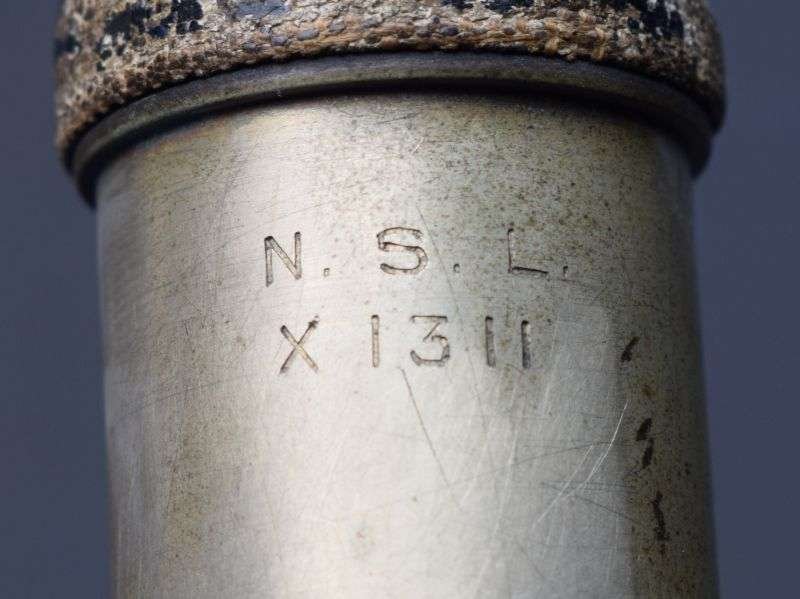 N. S. L.
X 1311